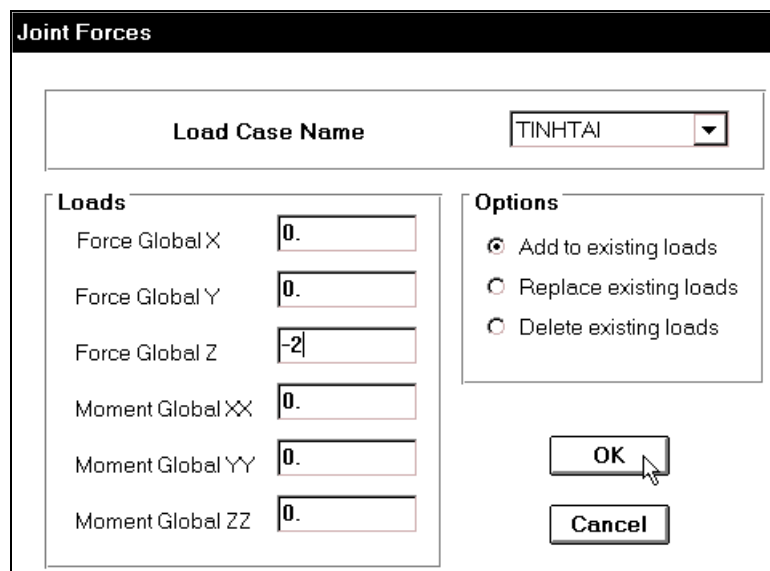 Joint Forces
Load Case Name TINHTAI
Loads
Force Global X 0.
Force Global Y 0.
Force Global Z -2
Moment Global XX 0.
Moment Global YY 0.
Moment Global ZZ 0.
Options
Add to existing loads
Replace existing loads
Delete existing loads
OK
Cancel